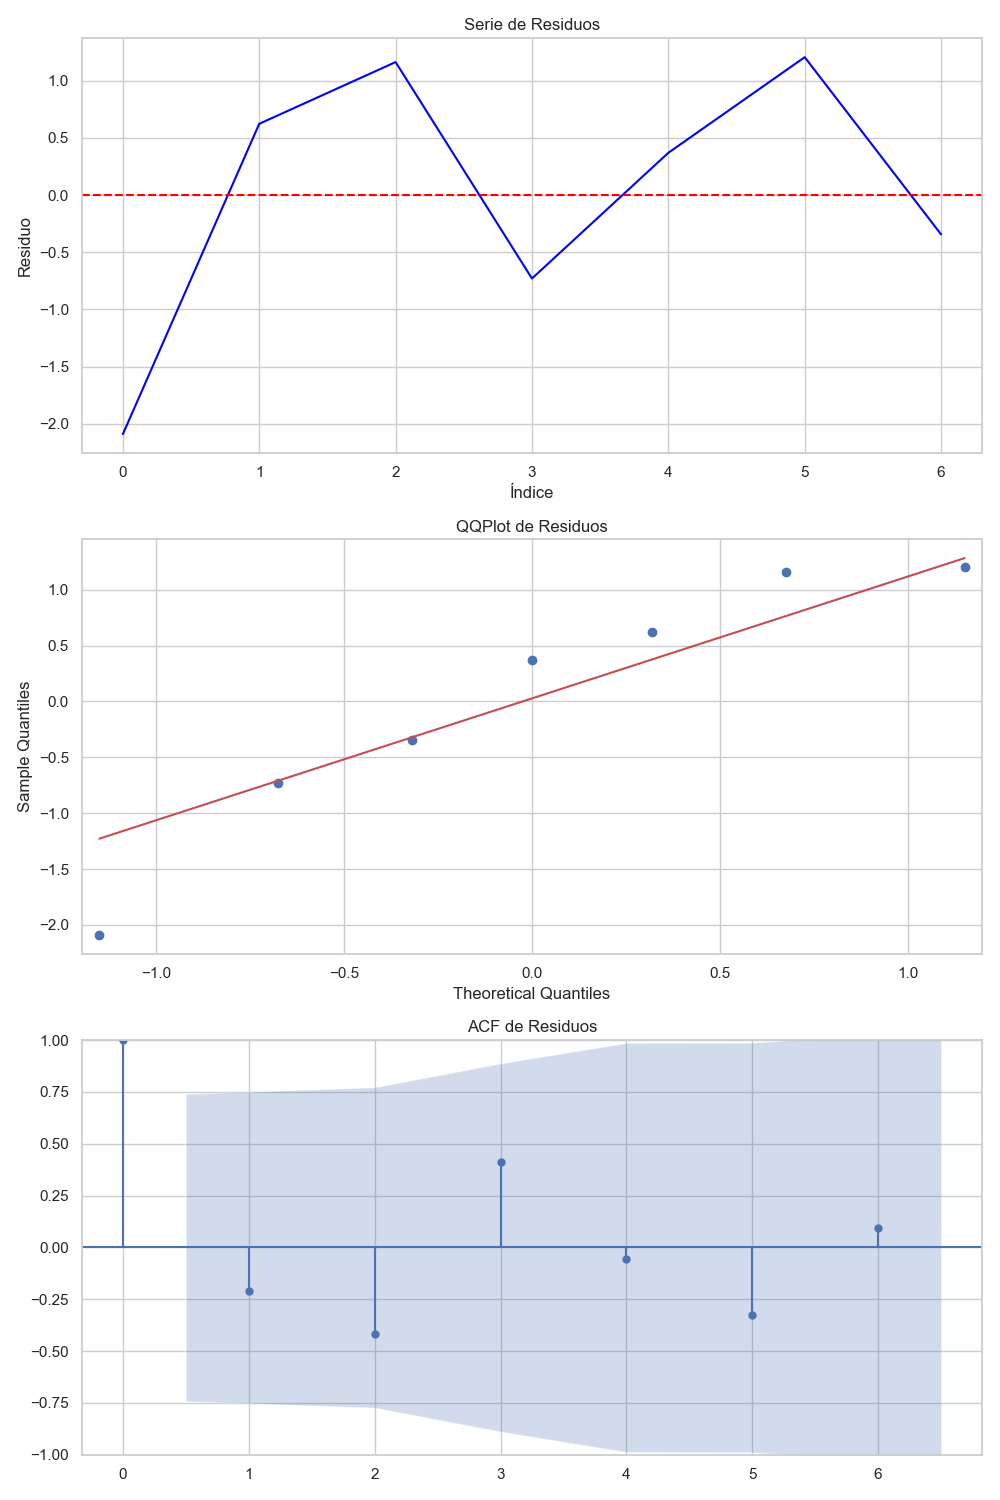 Serie de Residuos
1.0
0.5
0.0
−0.5
−1.0
−1.5
−2.0
Residuo
0 1 2 3 4 5 6
Índice
QQPlot de Residuos
1.0
0.5
0.0
−0.5
−1.0
−1.5
−2.0
Sample Quantiles
−1.0 −0.5 0.0 0.5 1.0
Theoretical Quantiles
ACF de Residuos
1.00
0.75
0.50
0.25
0.00
−0.25
−0.50
−0.75
−1.00
0 1 2 3 4 5 6